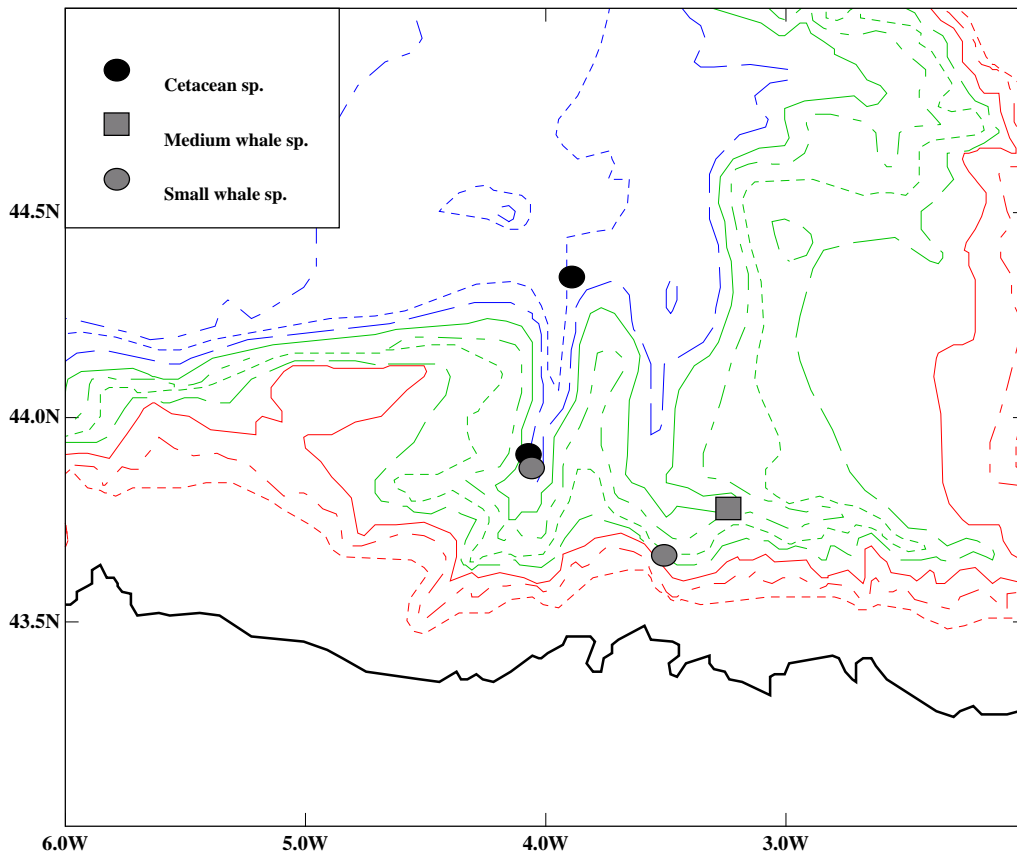 Cetacean sp.
Medium whale sp.
Small whale sp.
44.5N
44.0N
43.5N
6.0W 5.0W 4.0W 3.0W